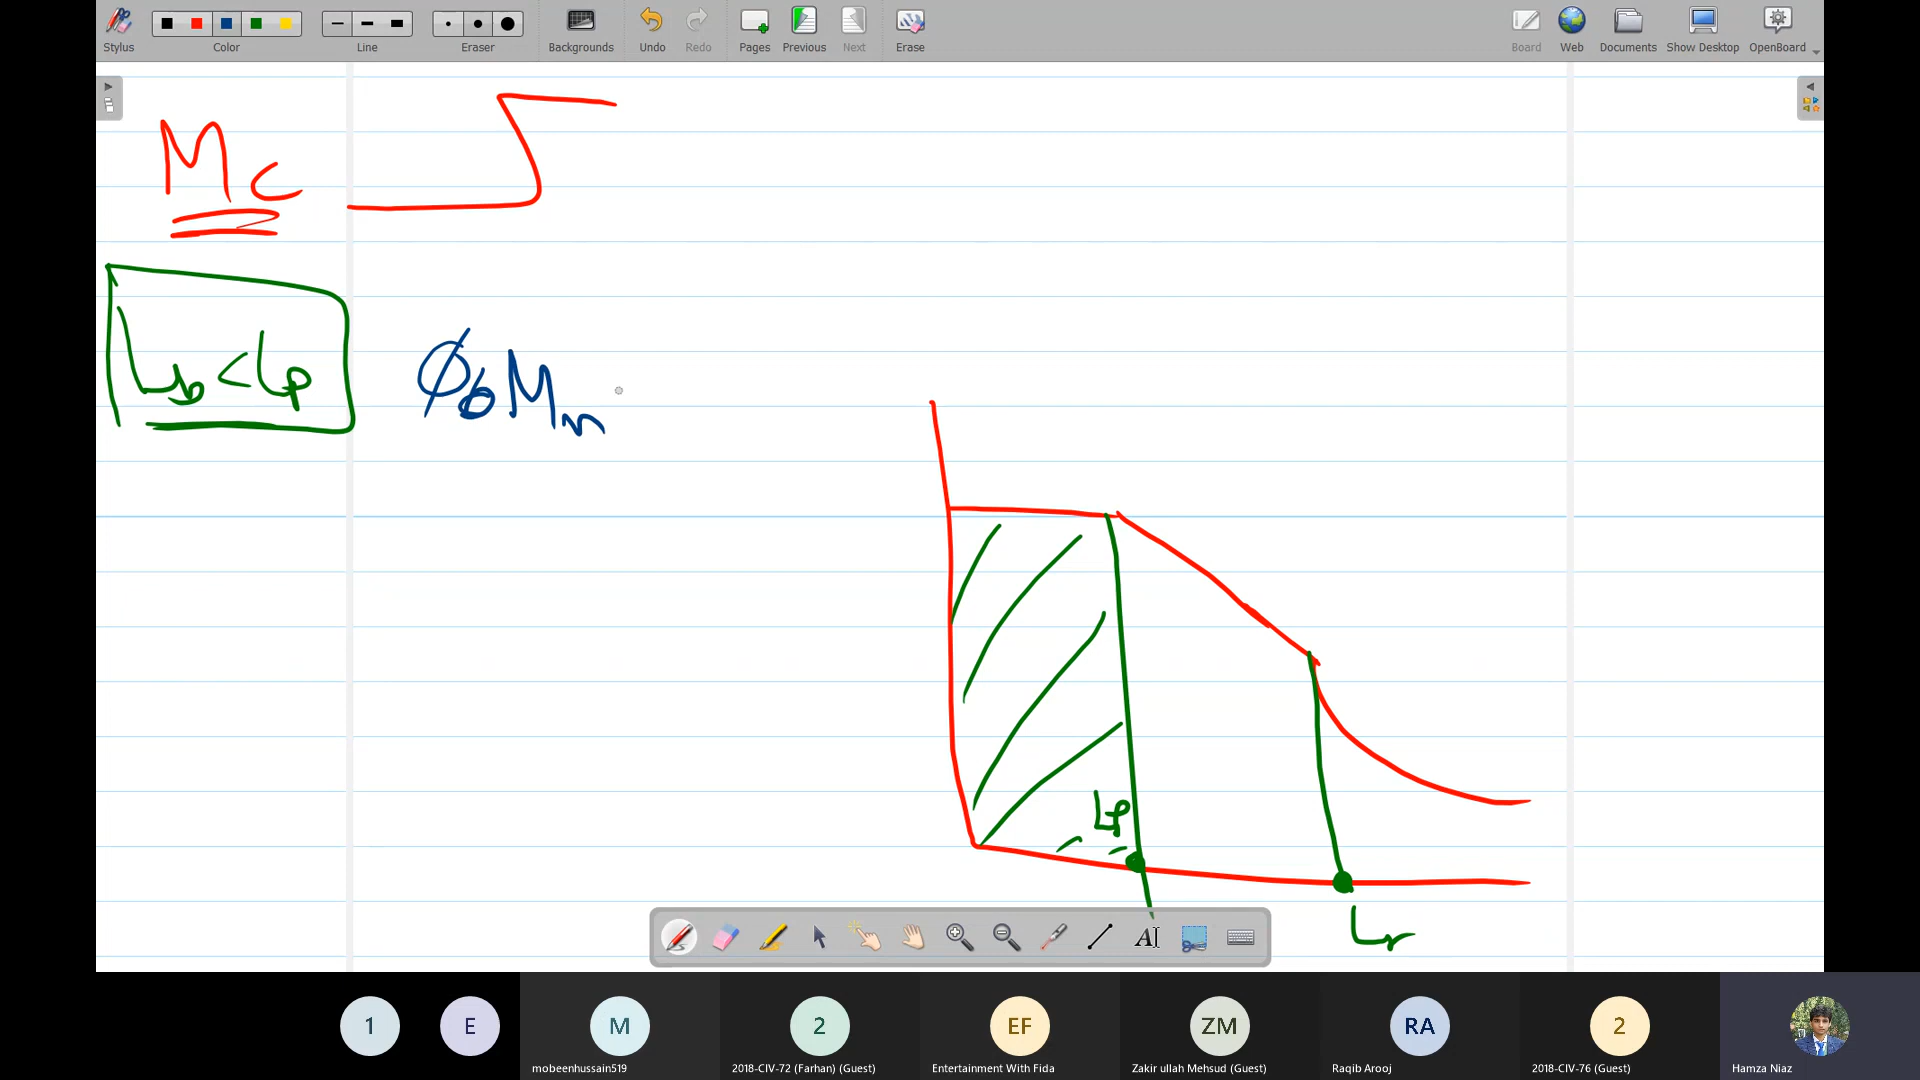 Stylus
Color
Line
Eraser
Backgrounds
Undo
Redo
Pages
Previous
Next
Erase
Board
Web
Documents
Show Desktop
OpenBoard
Mc
Lb < Lp
ϕbMn
Lp
Lr
A
1
E
M
2
EF
ZM
RA
2
mobeenhussain519
2018-CIV-72 (Farhan) (Guest)
Entertainment With Fida
Zakir ullah Mehsud (Guest)
Raqib Arooj
2018-CIV-76 (Guest)
Hamza Niaz